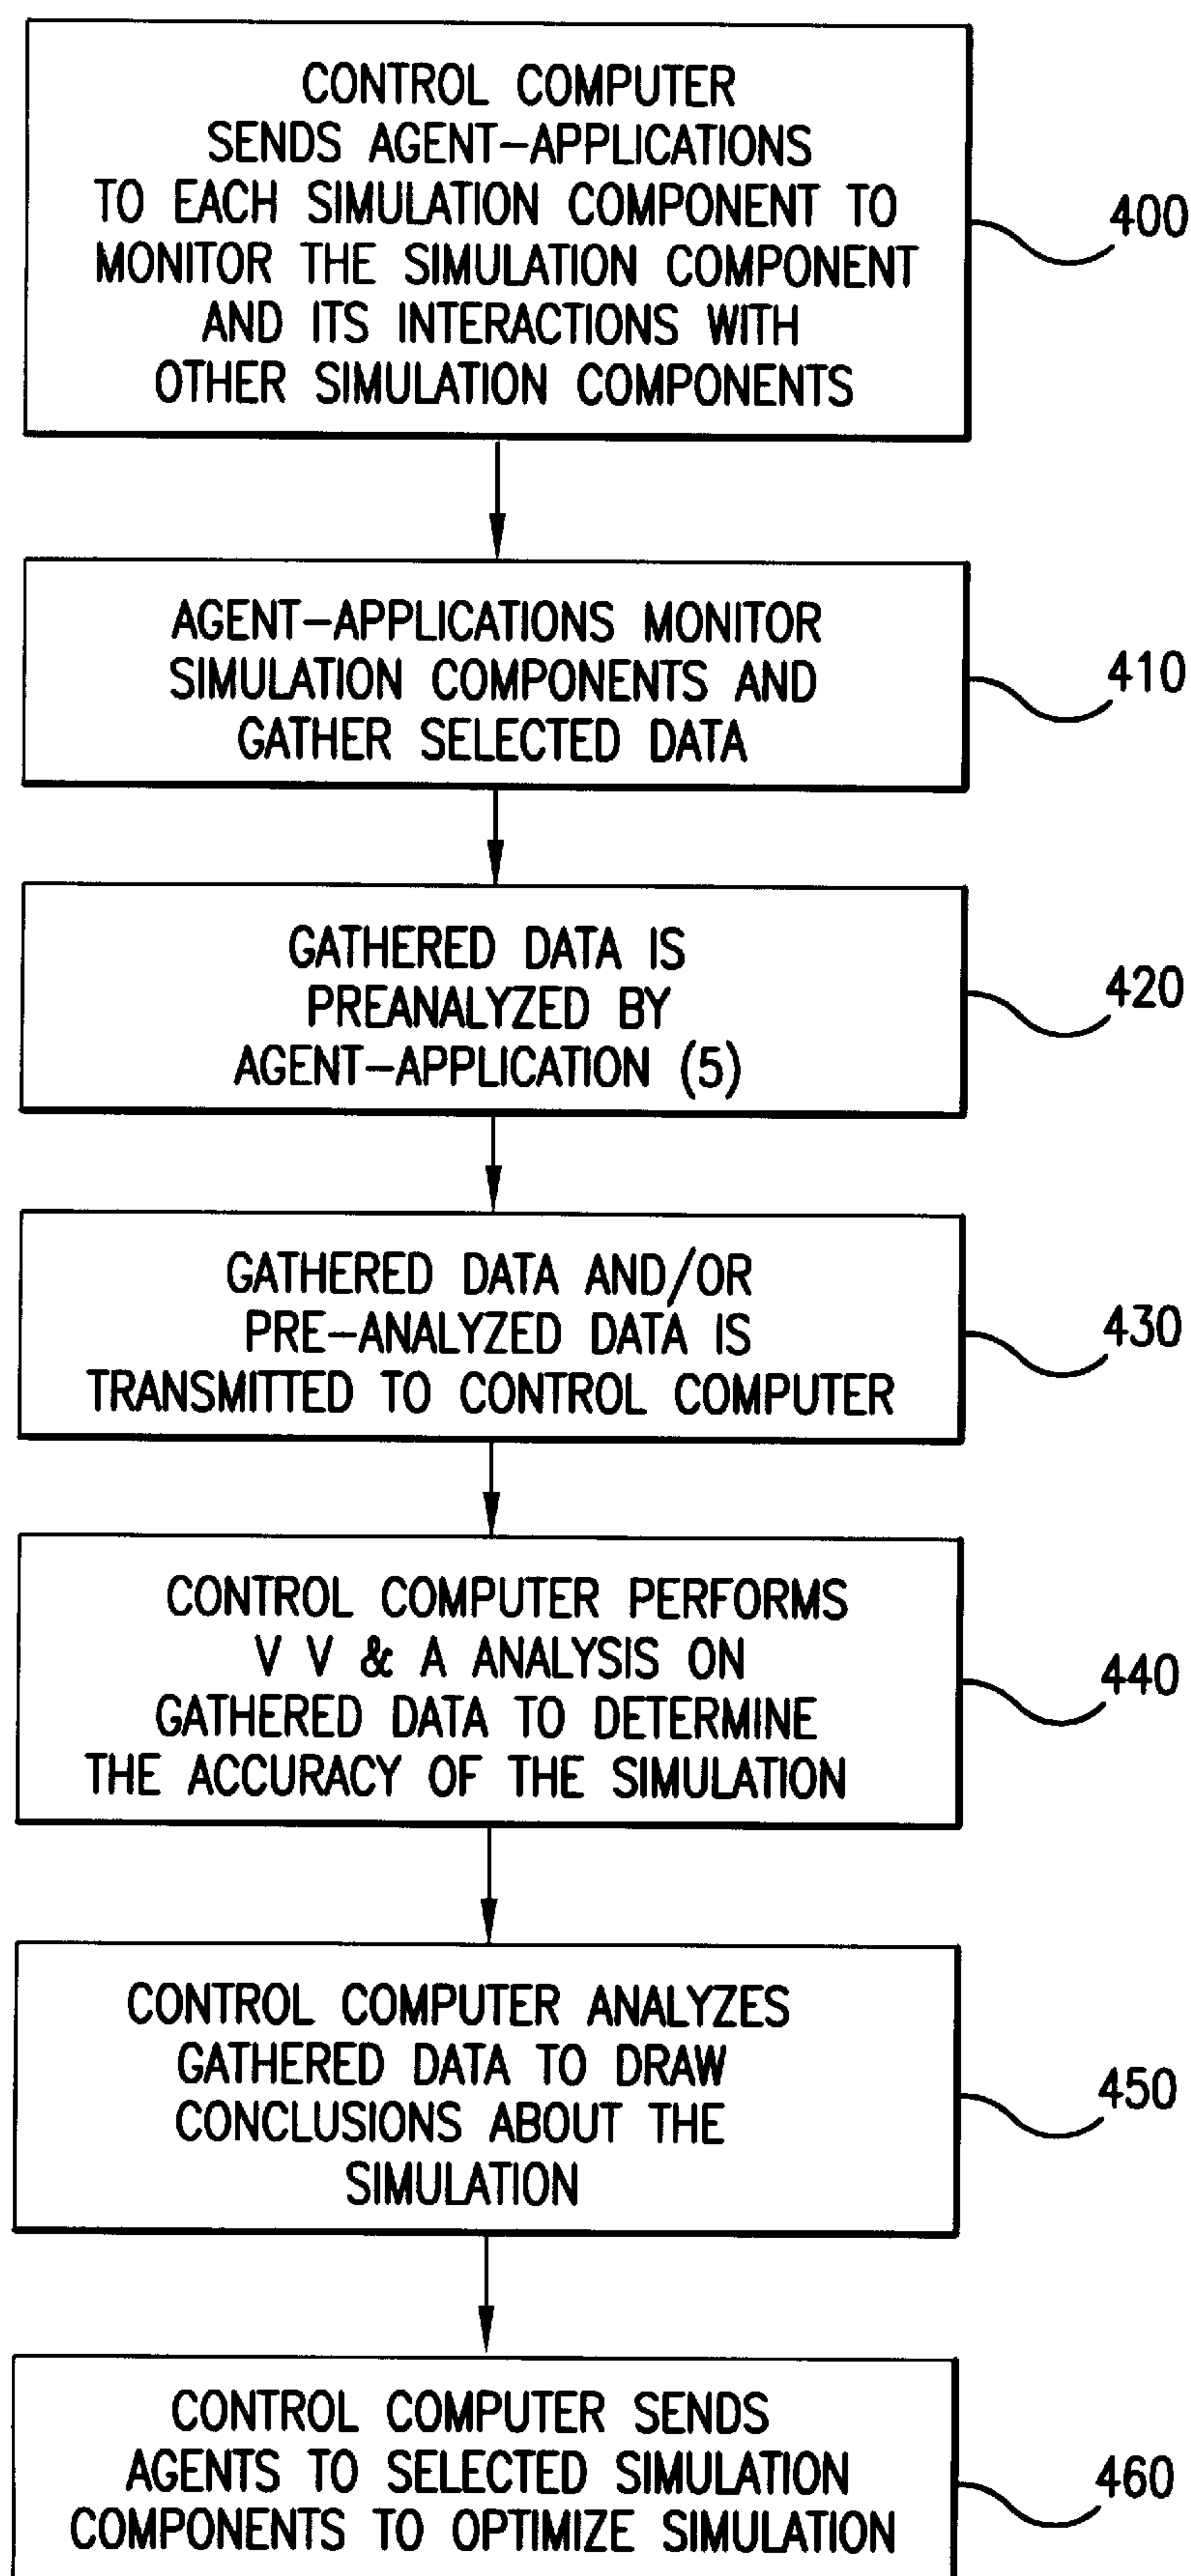 CONTROL COMPUTER
SENDS AGENT-APPLICATIONS
TO EACH SIMULATION COMPONENT TO
MONITOR THE SIMULATION COMPONENT
AND ITS INTERACTIONS WITH
OTHER SIMULATION COMPONENTS
400
AGENT-APPLICATIONS MONITOR
SIMULATION COMPONENTS AND
GATHER SELECTED DATA
410
GATHERED DATA IS
PREANALYZED BY
AGENT-APPLICATION (5)
420
GATHERED DATA AND/OR
PRE-ANALYZED DATA IS
TRANSMITTED TO CONTROL COMPUTER
430
CONTROL COMPUTER PERFORMS
V V & A ANALYSIS ON
GATHERED DATA TO DETERMINE
THE ACCURACY OF THE SIMULATION
440
CONTROL COMPUTER ANALYZES
GATHERED DATA TO DRAW
CONCLUSIONS ABOUT THE
SIMULATION
450
CONTROL COMPUTER SENDS
AGENTS TO SELECTED SIMULATION
COMPONENTS TO OPTIMIZE SIMULATION
460